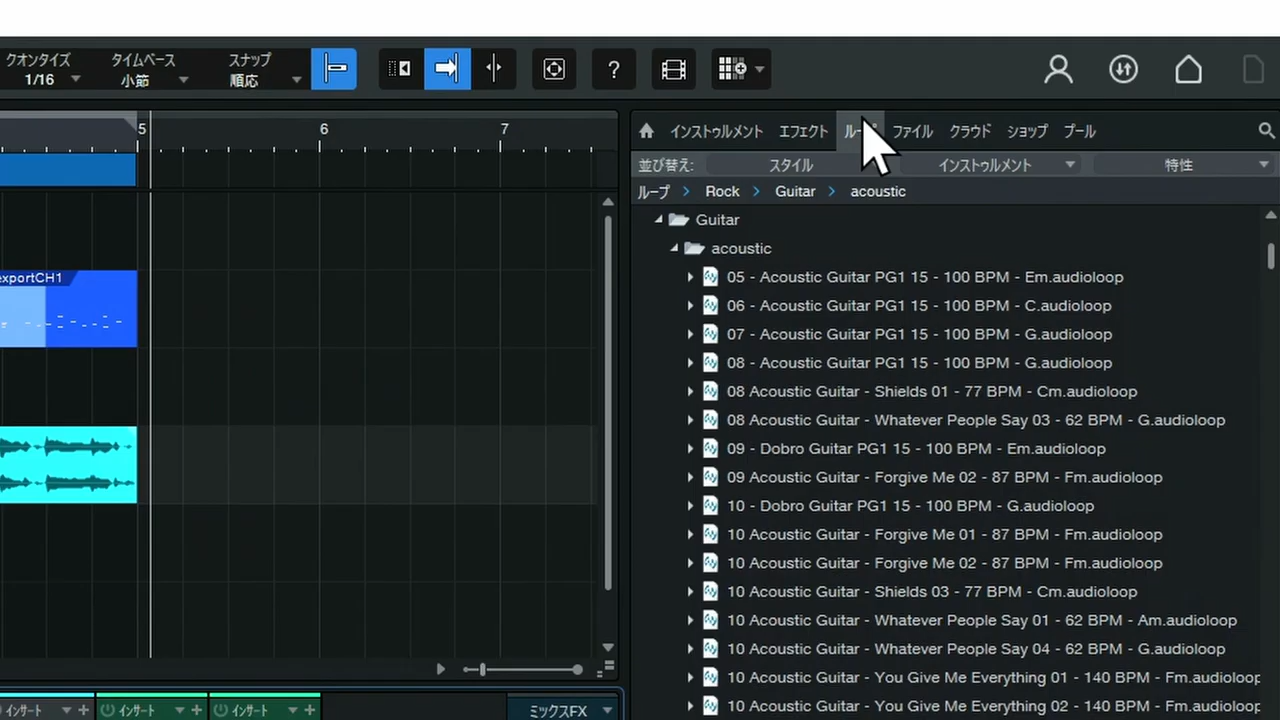 クオンタイズ タイムベース スナップ
1/16 小節 順応
?
5 6 7
インストゥルメント エフェクト ファイル クラウド ショップ プール
並び替え: スタイル インストゥルメント 特性
ループ > Rock > Guitar > acoustic
Guitar
acoustic
05 - Acoustic Guitar PG1 15 - 100 BPM - Em.audioloop
06 - Acoustic Guitar PG1 15 - 100 BPM - C.audioloop
07 - Acoustic Guitar PG1 15 - 100 BPM - G.audioloop
08 - Acoustic Guitar PG1 15 - 100 BPM - G.audioloop
08 Acoustic Guitar - Shields 01 - 77 BPM - Cm.audioloop
08 Acoustic Guitar - Whatever People Say 03 - 62 BPM - G.audioloop
09 - Dobro Guitar PG1 15 - 100 BPM - Em.audioloop
09 Acoustic Guitar - Forgive Me 02 - 87 BPM - Fm.audioloop
10 - Dobro Guitar PG1 15 - 100 BPM - G.audioloop
10 Acoustic Guitar - Forgive Me 01 - 87 BPM - Fm.audioloop
10 Acoustic Guitar - Forgive Me 02 - 87 BPM - Fm.audioloop
10 Acoustic Guitar - Shields 03 - 77 BPM - Cm.audioloop
10 Acoustic Guitar - Whatever People Say 01 - 62 BPM - Am.audioloop
10 Acoustic Guitar - Whatever People Say 04 - 62 BPM - G.audioloop
10 Acoustic Guitar - You Give Me Everything 01 - 140 BPM - Fm.audioloop
10 Acoustic Guitar - You Give Me Everything 02 - 140 BPM - Fm.audioloop
exportCH1
インサート インサート インサート ミックスFX